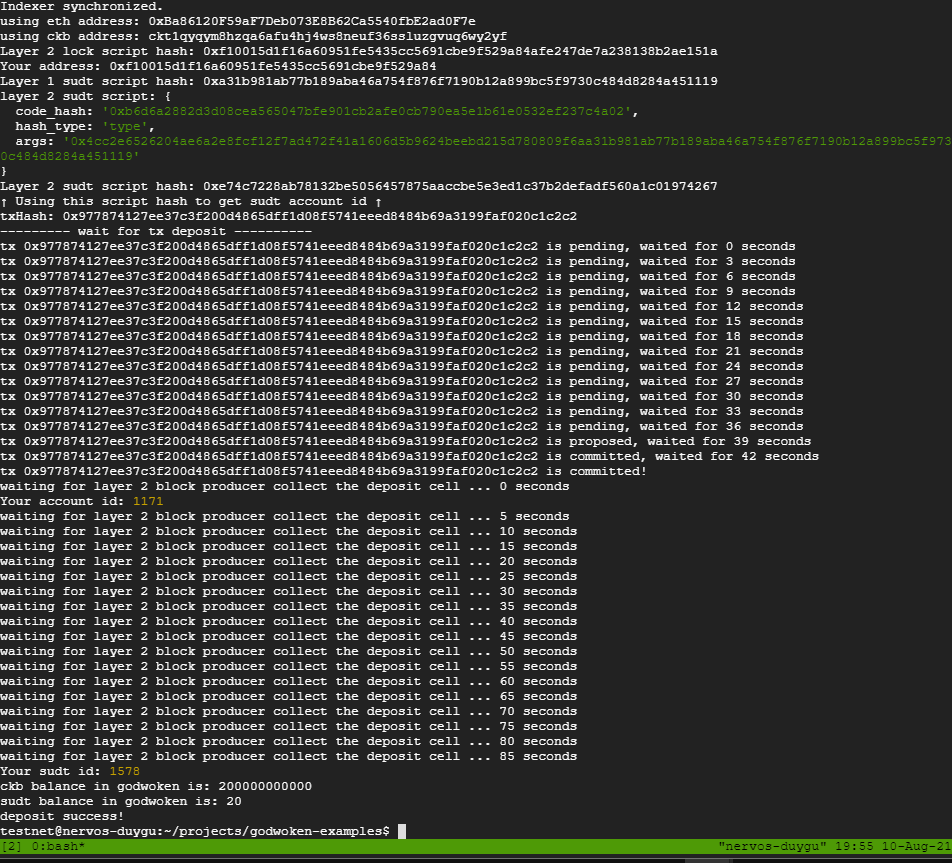 Indexer synchronized.
using eth address: 0xBa86120F59aF7Deb073E8B62Ca5540fbE2ad0F7e
using ckb address: ckt1qyqym8hzqa6afu4hj4ws8neuf36ssluzgvuq6wy2yf
Layer 2 lock script hash: 0xf10015d1f16a60951fe5435cc5691cbe9f529a84afe247de7a238138b2ae151a
Your address: 0xf10015d1f16a60951fe5435cc5691cbe9f529a84
Layer 1 sudt script hash: 0xa31b981ab77b189aba46a754f876f7190b12a899bc5f9730c484d8284a451119
layer 2 sudt script: {
  code_hash: '0xb6d6a2882d3d08cea565047bfe901cb2afe0cb790ea5e1b61e0532ef237c4a02',
  hash_type: 'type',
  args: '0x4cc2e6526204ae6a2e8fcf12f7ad472f41a1606d5b9624beebd215d780809f6aa31b981ab77b189aba46a754f876f7190b12a899bc5f973
0c484d8284a451119'
}
Layer 2 sudt script hash: 0xe74c7228ab78132be5056457875aaccbe5e3ed1c37b2defadf560a1c01974267
↑ Using this script hash to get sudt account id ↑
txHash: 0x977874127ee37c3f200d4865dff1d08f5741eeed8484b69a3199faf020c1c2c2
--------- wait for tx deposit ----------
tx 0x977874127ee37c3f200d4865dff1d08f5741eeed8484b69a3199faf020c1c2c2 is pending, waited for 0 seconds
tx 0x977874127ee37c3f200d4865dff1d08f5741eeed8484b69a3199faf020c1c2c2 is pending, waited for 3 seconds
tx 0x977874127ee37c3f200d4865dff1d08f5741eeed8484b69a3199faf020c1c2c2 is pending, waited for 6 seconds
tx 0x977874127ee37c3f200d4865dff1d08f5741eeed8484b69a3199faf020c1c2c2 is pending, waited for 9 seconds
tx 0x977874127ee37c3f200d4865dff1d08f5741eeed8484b69a3199faf020c1c2c2 is pending, waited for 12 seconds
tx 0x977874127ee37c3f200d4865dff1d08f5741eeed8484b69a3199faf020c1c2c2 is pending, waited for 15 seconds
tx 0x977874127ee37c3f200d4865dff1d08f5741eeed8484b69a3199faf020c1c2c2 is pending, waited for 18 seconds
tx 0x977874127ee37c3f200d4865dff1d08f5741eeed8484b69a3199faf020c1c2c2 is pending, waited for 21 seconds
tx 0x977874127ee37c3f200d4865dff1d08f5741eeed8484b69a3199faf020c1c2c2 is pending, waited for 24 seconds
tx 0x977874127ee37c3f200d4865dff1d08f5741eeed8484b69a3199faf020c1c2c2 is pending, waited for 27 seconds
tx 0x977874127ee37c3f200d4865dff1d08f5741eeed8484b69a3199faf020c1c2c2 is pending, waited for 30 seconds
tx 0x977874127ee37c3f200d4865dff1d08f5741eeed8484b69a3199faf020c1c2c2 is pending, waited for 33 seconds
tx 0x977874127ee37c3f200d4865dff1d08f5741eeed8484b69a3199faf020c1c2c2 is pending, waited for 36 seconds
tx 0x977874127ee37c3f200d4865dff1d08f5741eeed8484b69a3199faf020c1c2c2 is proposed, waited for 39 seconds
tx 0x977874127ee37c3f200d4865dff1d08f5741eeed8484b69a3199faf020c1c2c2 is committed, waited for 42 seconds
tx 0x977874127ee37c3f200d4865dff1d08f5741eeed8484b69a3199faf020c1c2c2 is committed!
waiting for layer 2 block producer collect the deposit cell ... 0 seconds
Your account id: 1171
waiting for layer 2 block producer collect the deposit cell ... 5 seconds
waiting for layer 2 block producer collect the deposit cell ... 10 seconds
waiting for layer 2 block producer collect the deposit cell ... 15 seconds
waiting for layer 2 block producer collect the deposit cell ... 20 seconds
waiting for layer 2 block producer collect the deposit cell ... 25 seconds
waiting for layer 2 block producer collect the deposit cell ... 30 seconds
waiting for layer 2 block producer collect the deposit cell ... 35 seconds
waiting for layer 2 block producer collect the deposit cell ... 40 seconds
waiting for layer 2 block producer collect the deposit cell ... 45 seconds
waiting for layer 2 block producer collect the deposit cell ... 50 seconds
waiting for layer 2 block producer collect the deposit cell ... 55 seconds
waiting for layer 2 block producer collect the deposit cell ... 60 seconds
waiting for layer 2 block producer collect the deposit cell ... 65 seconds
waiting for layer 2 block producer collect the deposit cell ... 70 seconds
waiting for layer 2 block producer collect the deposit cell ... 75 seconds
waiting for layer 2 block producer collect the deposit cell ... 80 seconds
waiting for layer 2 block producer collect the deposit cell ... 85 seconds
Your sudt id: 1578
ckb balance in godwoken is: 200000000000
sudt balance in godwoken is: 20
deposit success!
testnet@nervos-duygu:~/projects/godwoken-examples$
[2] 0:bash* "nervos-duygu" 19:55 10-Aug-21